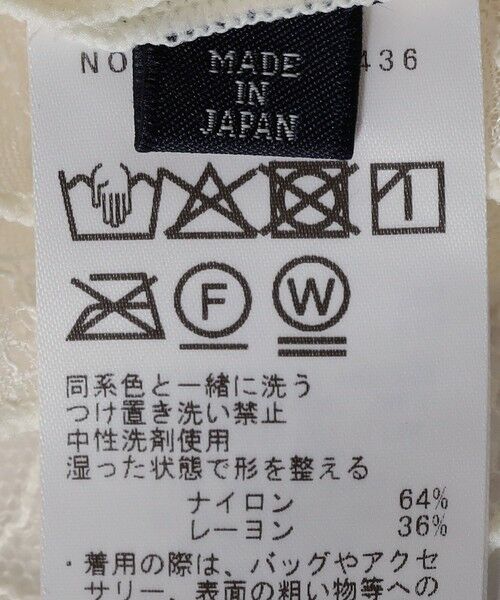 NO
436
MADE
IN
JAPAN
F
W
同系色と一緒に洗う
つけ置き洗い禁止
中性洗剤使用
湿った状態で形を整える
ナイロン 64%
レーヨン 36%
・着用の際は、バッグやアクセ
サリー、表面の粗い物等への